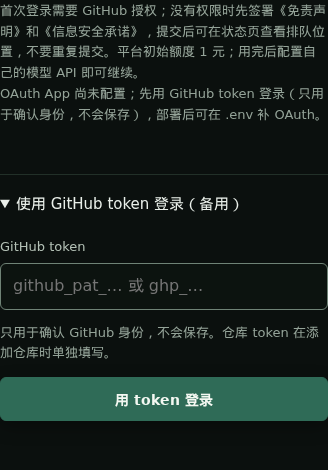 首次登录需要 GitHub 授权；没有权限时先签署《免责声
明》和《信息安全承诺》，提交后可在状态页查看排队位
置，不要重复提交。平台初始额度 1 元；用完后配置自
己的模型 API 即可继续。
OAuth App 尚未配置；先用 GitHub token 登录（只用
于确认身份，不会保存），部署后可在 .env 补 OAuth。
▼ 使用 GitHub token 登录（备用）
GitHub token
github_pat_... 或 ghp_...
只用于确认 GitHub 身份，不会保存。仓库 token 在添
加仓库时单独填写。
用 token 登录